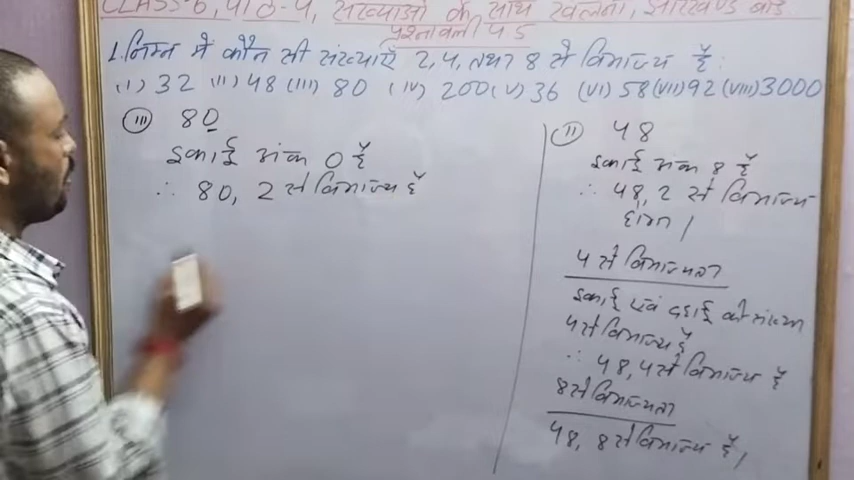 CLASS-6, पाठ-4, संख्याओं के साथ खेलना, झारखण्ड बोर्ड
प्रश्नावली 4.5
1. निम्न में कौन सी संख्याएँ 2, 4, तथा 8 से विभाज्य हैं:
(i) 32 (ii) 48 (iii) 80 (iv) 200 (v) 36 (vi) 58 (vii) 92 (viii) 3000
(iii) 80
इकाई अंक 0 है
∴ 80, 2 से विभाज्य है
(ii) 48
इकाई अंक 8 है
∴ 48, 2 से विभाज्य
होगा।
4 से विभाज्यता
इकाई एवं दहाई की संख्या
4 से विभाज्य है
∴ 48, 4 से विभाज्य है
8 से विभाज्यता
48, 8 से विभाज्य है।